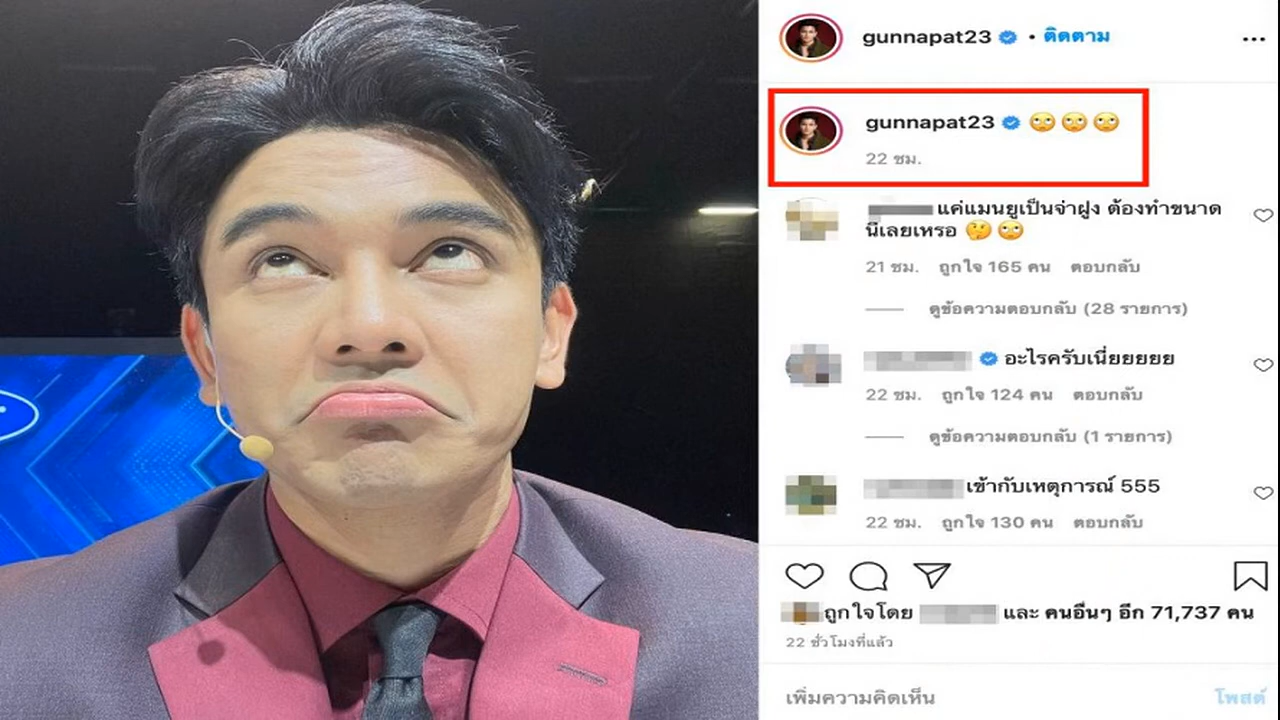 gunnapat23 • ติดตาม
gunnapat23 🙄🙄🙄
22 ชม.
แค่แมนยูเป็นจ่าฝูง ต้องทำขนาด
นี้เลยเหรอ 🤔🙄
21 ชม. ถูกใจ 165 คน ตอบกลับ
ดูข้อความตอบกลับ (28 รายการ)
อะไรครับเนี่ยยยยย
22 ชม. ถูกใจ 124 คน ตอบกลับ
ดูข้อความตอบกลับ (1 รายการ)
เข้ากับเหตุการณ์ 555
22 ชม. ถูกใจ 130 คน ตอบกลับ
ถูกใจโดย และ คนอื่นๆ อีก 71,737 คน
22 ชั่วโมงที่แล้ว
เพิ่มความคิดเห็น โพสต์